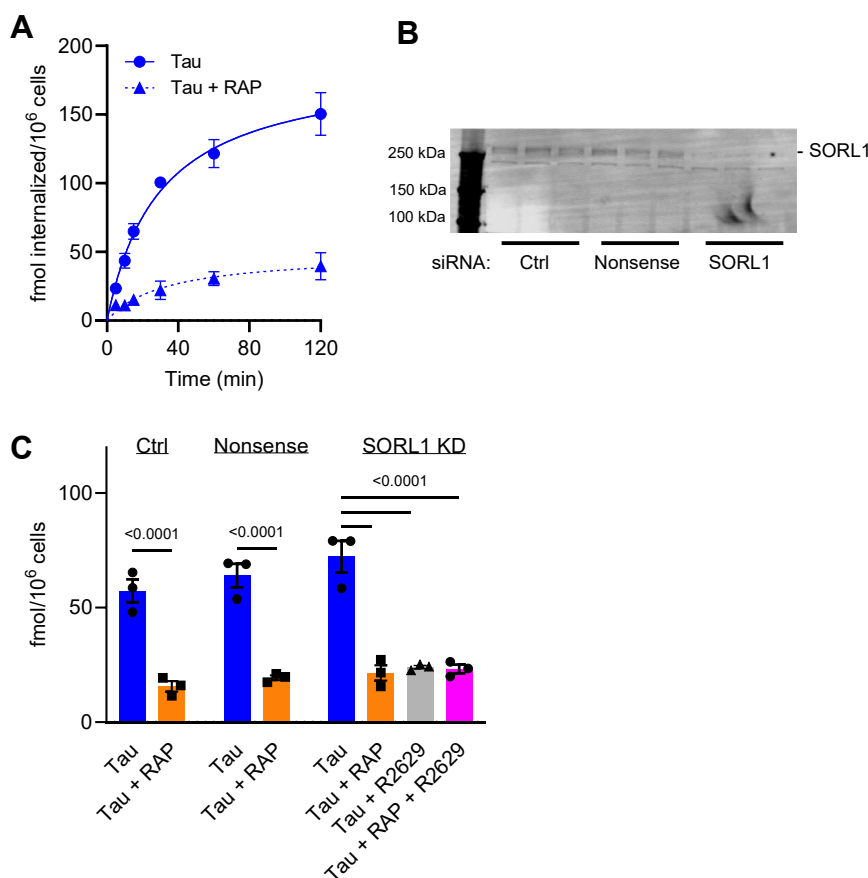 A
200
150
100
50
0
0
40
80
120
fmol internalized/10⁶ cells
Time (min)
Tau
Tau + RAP
B
250 kDa
150 kDa
100 kDa
- SORL1
siRNA:
Ctrl
Nonsense
SORL1
C
Ctrl
Nonsense
SORL1 KD
100
50
0
fmol/10⁶ cells
<0.0001
<0.0001
<0.0001
Tau
Tau + RAP
Tau
Tau + RAP
Tau
Tau + RAP
Tau + R2629
Tau + RAP + R2629